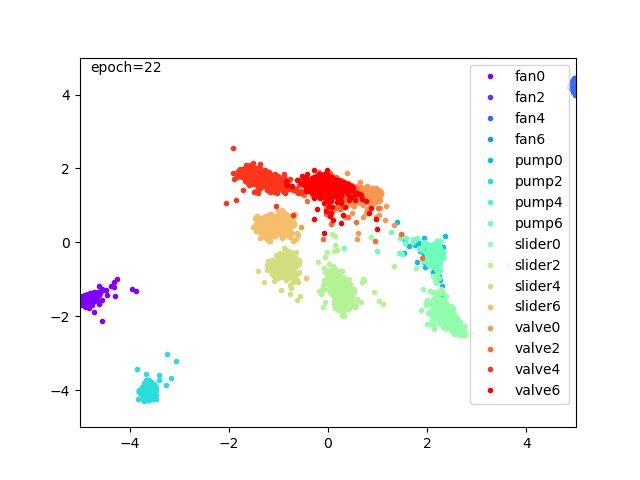 epoch=22
fan0
fan2
fan4
fan6
pump0
pump2
pump4
pump6
slider0
slider2
slider4
slider6
valve0
valve2
valve4
valve6
4
2
0
−2
−4
−4 −2 0 2 4